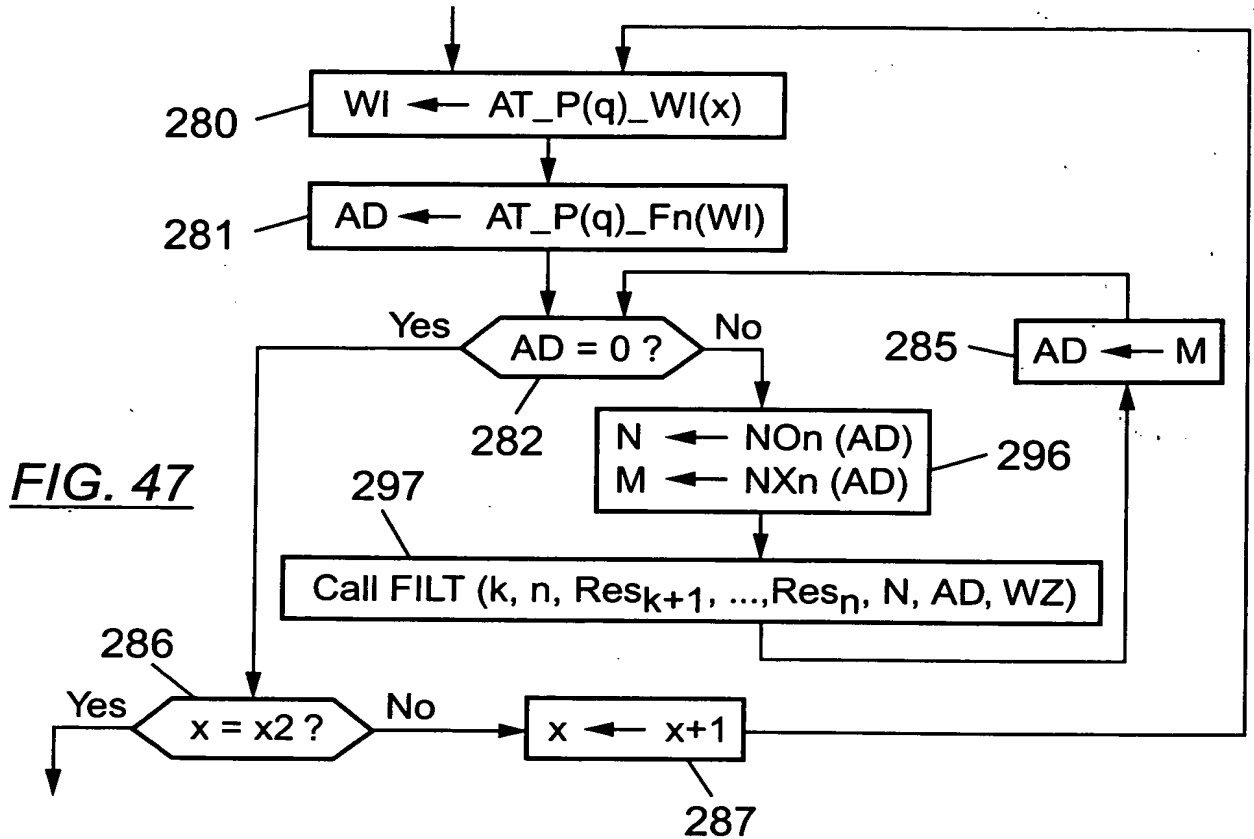 280
WI ← AT_P(q)_WI(x)
281
AD ← AT_P(q)_Fn(WI)
Yes
AD = 0 ?
No
282
285
AD ← M
N ← NOn (AD)
M ← NXn (AD)
296
FIG. 47
297
Call FILT (k, n, Resk+1, ...,Resn, N, AD, WZ)
286
Yes
x = x2 ?
No
x ← x+1
287